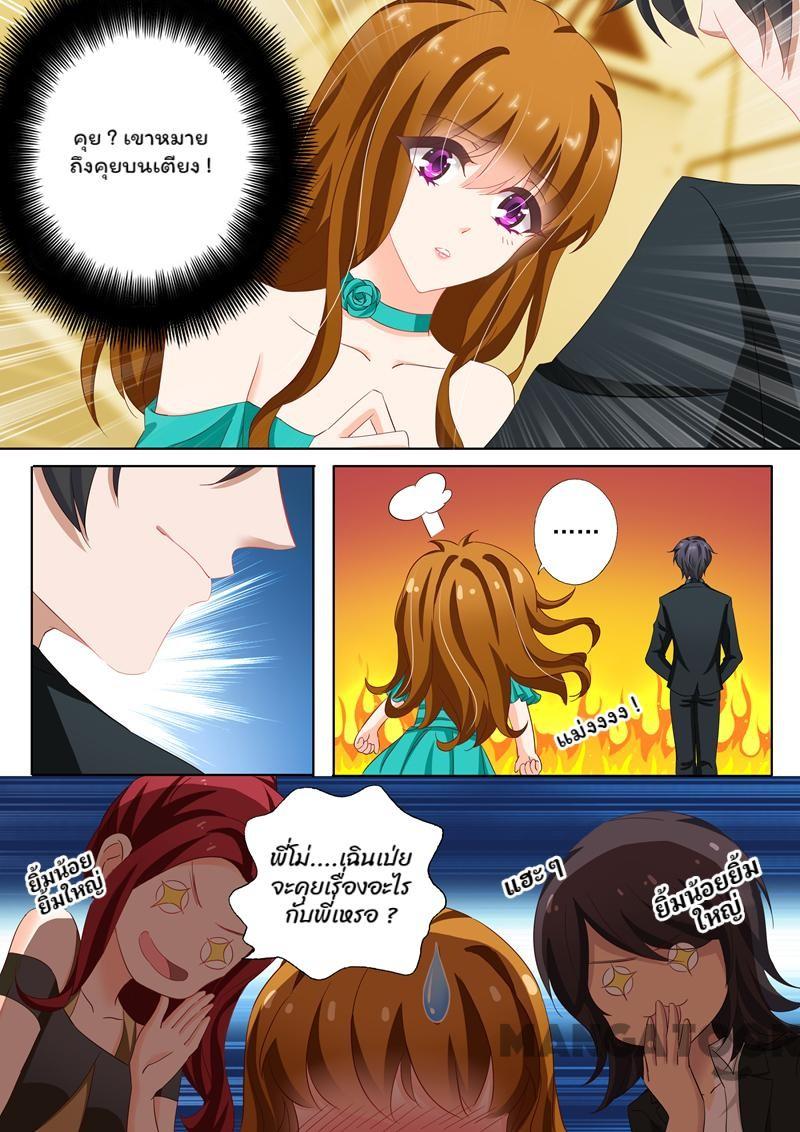 คุย ? เขาหมาย
ถึงคุยบนเตียง !
......
แม่งงงง !
พี่โม่....เฉินเป่ย
จะคุยเรื่องอะไร
กับพี่เหรอ ?
ยิ้มน้อย
ยิ้มใหญ่
แฮะๆ
ยิ้มน้อยยิ้ม
ใหญ่
MANGATOON